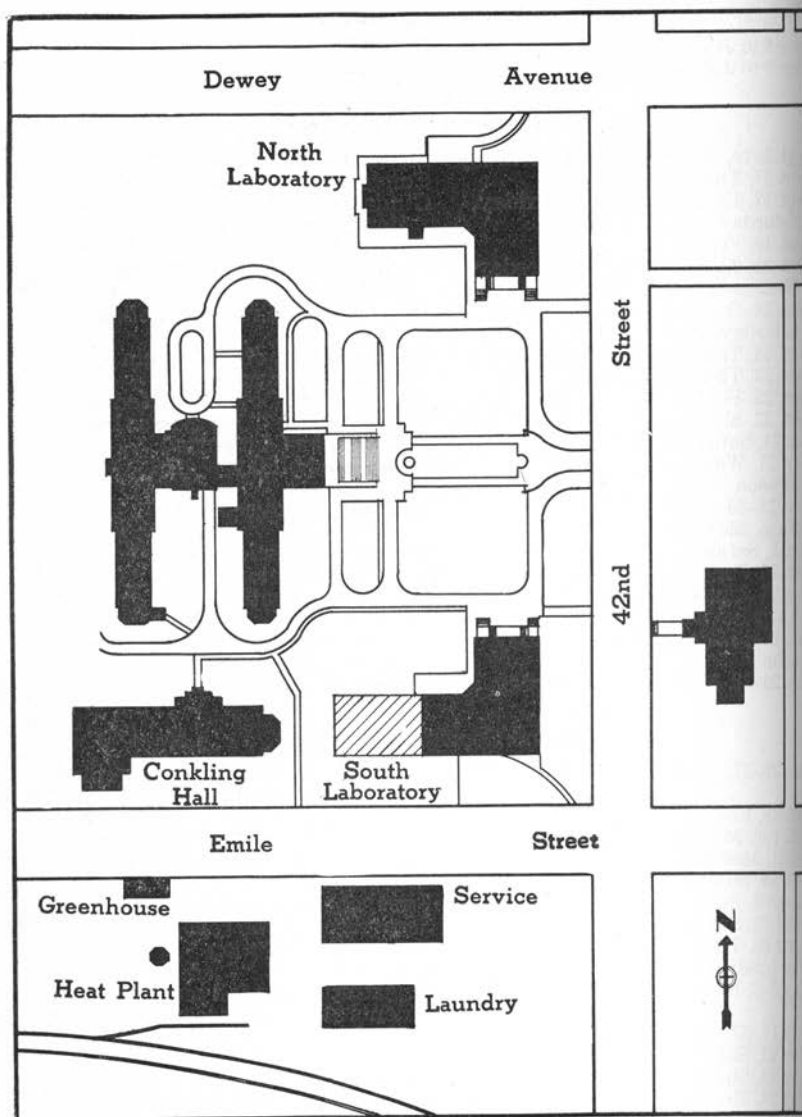 Dewey Avenue
North
Laboratory
Street
42nd
Conkling
Hall
South
Laboratory
Emile Street
Greenhouse
Service
Heat Plant
Laundry
N